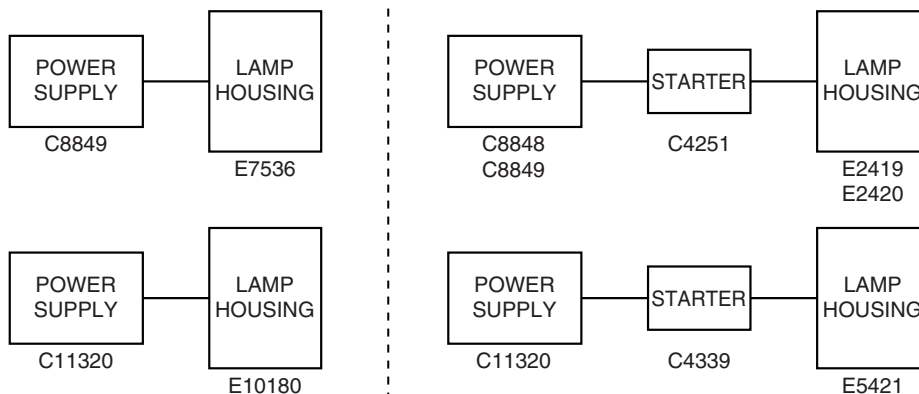 POWER
SUPPLY
C8849
LAMP
HOUSING
E7536
POWER
SUPPLY
C8848
C8849
STARTER
C4251
LAMP
HOUSING
E2419
E2420
POWER
SUPPLY
C11320
LAMP
HOUSING
E10180
POWER
SUPPLY
C11320
STARTER
C4339
LAMP
HOUSING
E5421